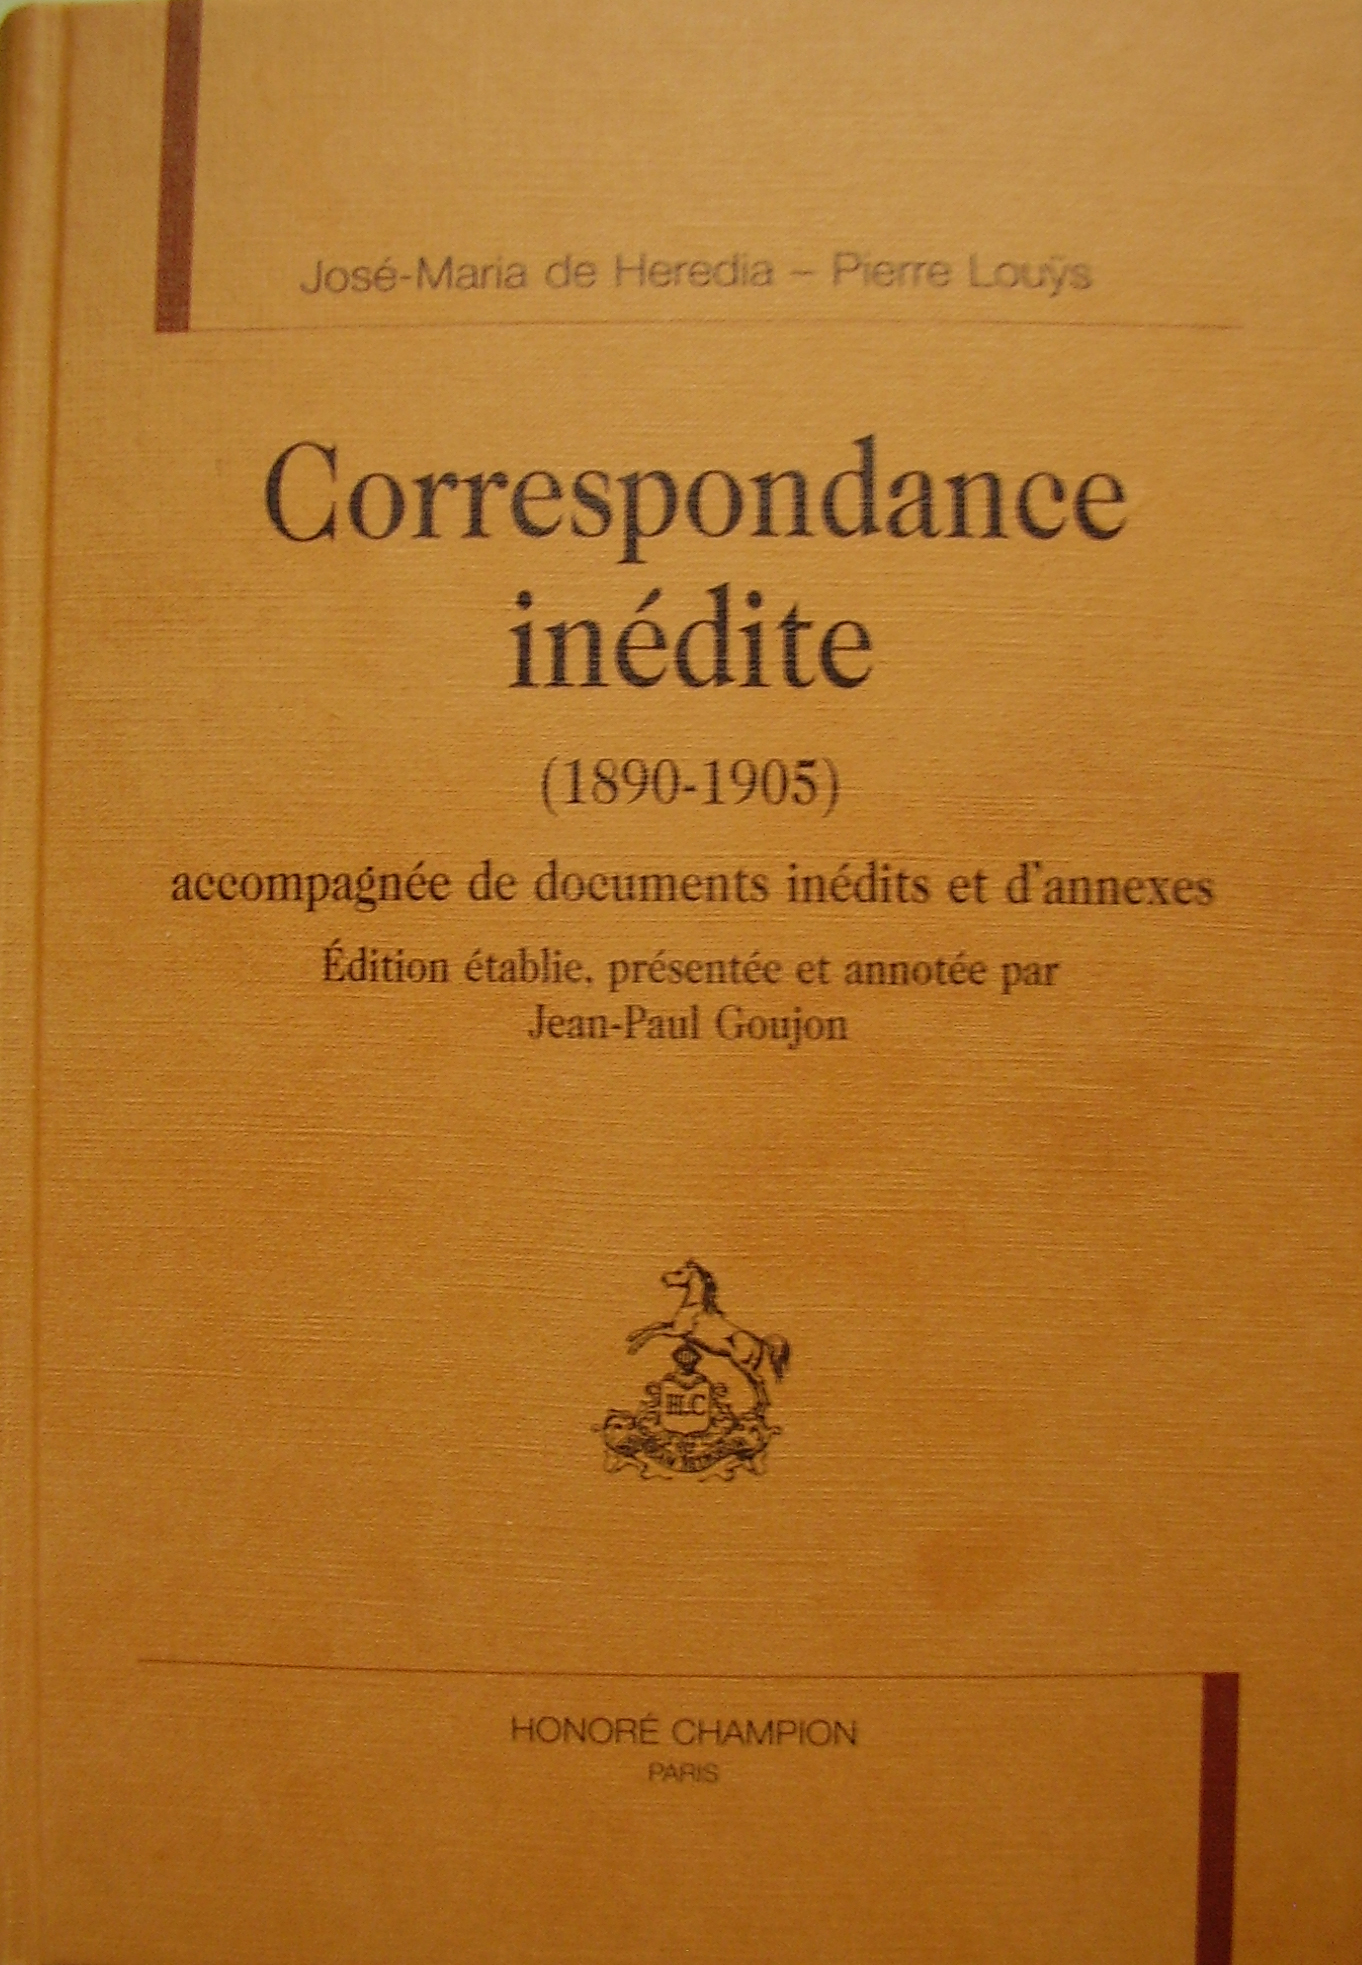 José-Maria de Heredia – Pierre Louÿs
Correspondance
inédite
(1890-1905)
accompagnée de documents inédits et d'annexes
Édition établie, présentée et annotée par
Jean-Paul Goujon
HLC
HONORÉ CHAMPION
PARIS